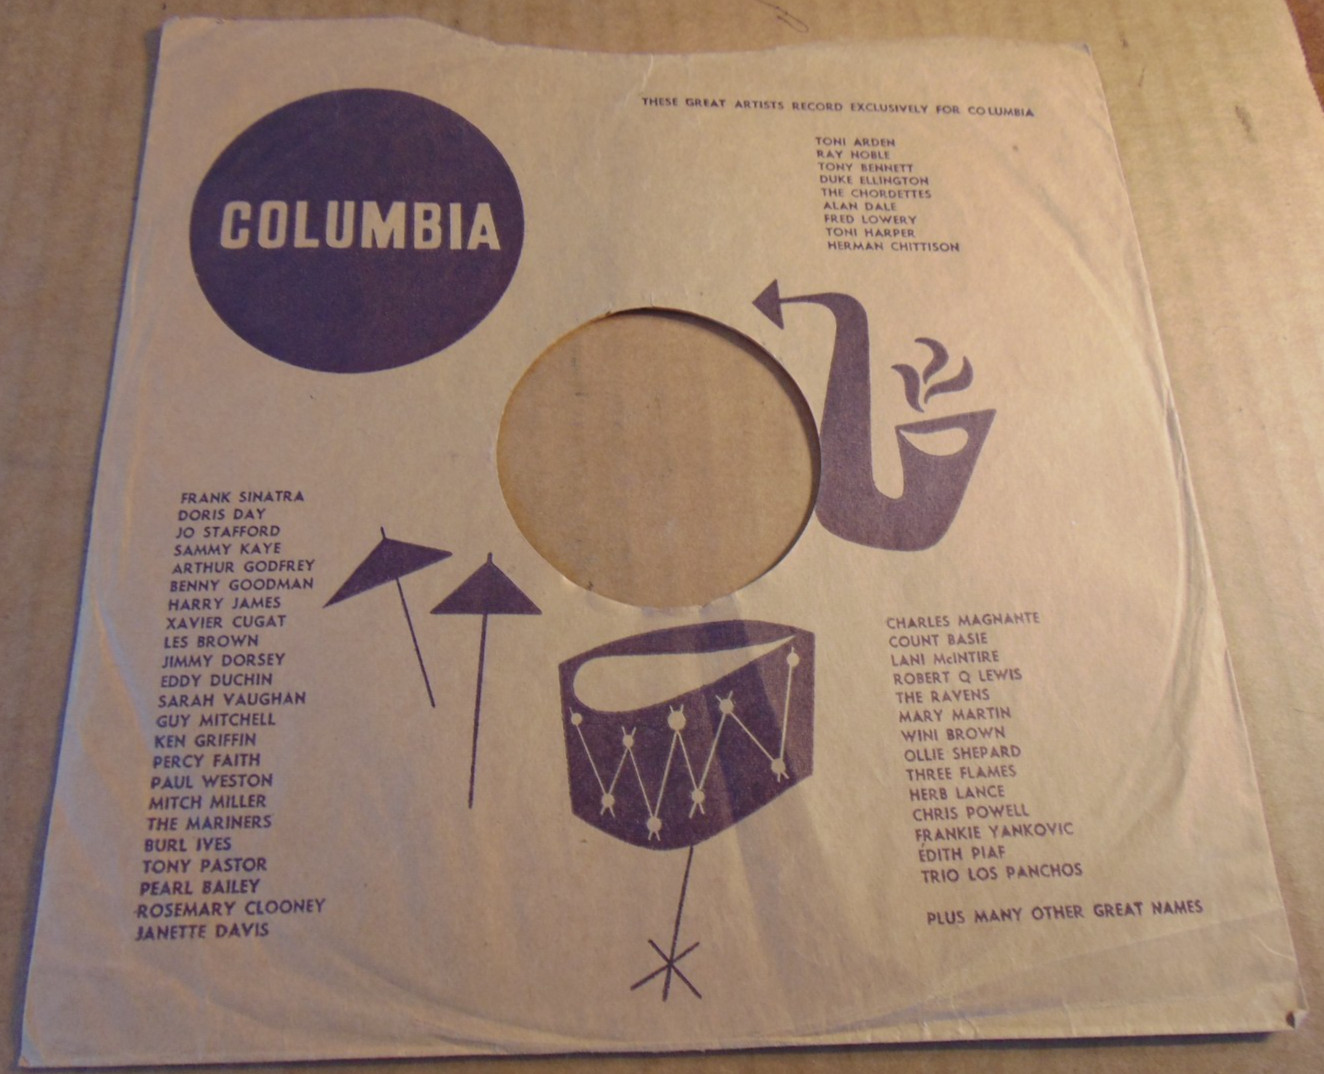 COLUMBIA
THESE GREAT ARTISTS RECORD EXCLUSIVELY FOR COLUMBIA
TONI ARDEN
RAY NOBLE
TONY BENNETT
DUKE ELLINGTON
THE CHORDETTES
ALAN DALE
FRED LOWERY
TONI HARPER
HERMAN CHITTISON
FRANK SINATRA
DORIS DAY
JO STAFFORD
SAMMY KAYE
ARTHUR GODFREY
BENNY GOODMAN
HARRY JAMES
XAVIER CUGAT
LES BROWN
JIMMY DORSEY
EDDY DUCHIN
SARAH VAUGHAN
GUY MITCHELL
KEN GRIFFIN
PERCY FAITH
PAUL WESTON
MITCH MILLER
THE MARINERS
BURL IVES
TONY PASTOR
PEARL BAILEY
ROSEMARY CLOONEY
JANETTE DAVIS
CHARLES MAGNANTE
COUNT BASIE
LANI McINTIRE
ROBERT Q LEWIS
THE RAVENS
MARY MARTIN
WINI BROWN
OLLIE SHEPARD
THREE FLAMES
HERB LANCE
CHRIS POWELL
FRANKIE YANKOVIC
ÉDITH PIAF
TRIO LOS PANCHOS
PLUS MANY OTHER GREAT NAMES